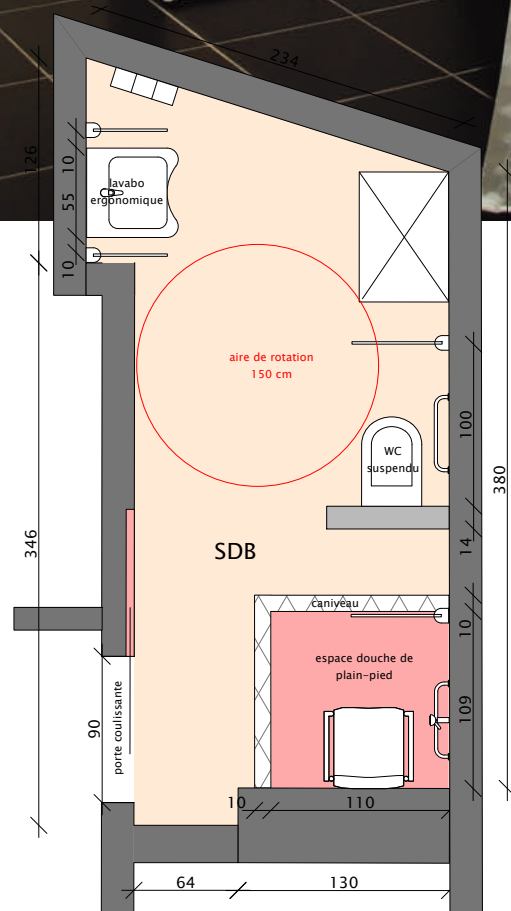 234
126
10
55
10
lavabo
ergonomique
aire de rotation
150 cm
100
WC
suspendu
380
14
346
SDB
caniveau
10
espace douche de
plain-pied
109
90
porte coulissante
10
110
64
130